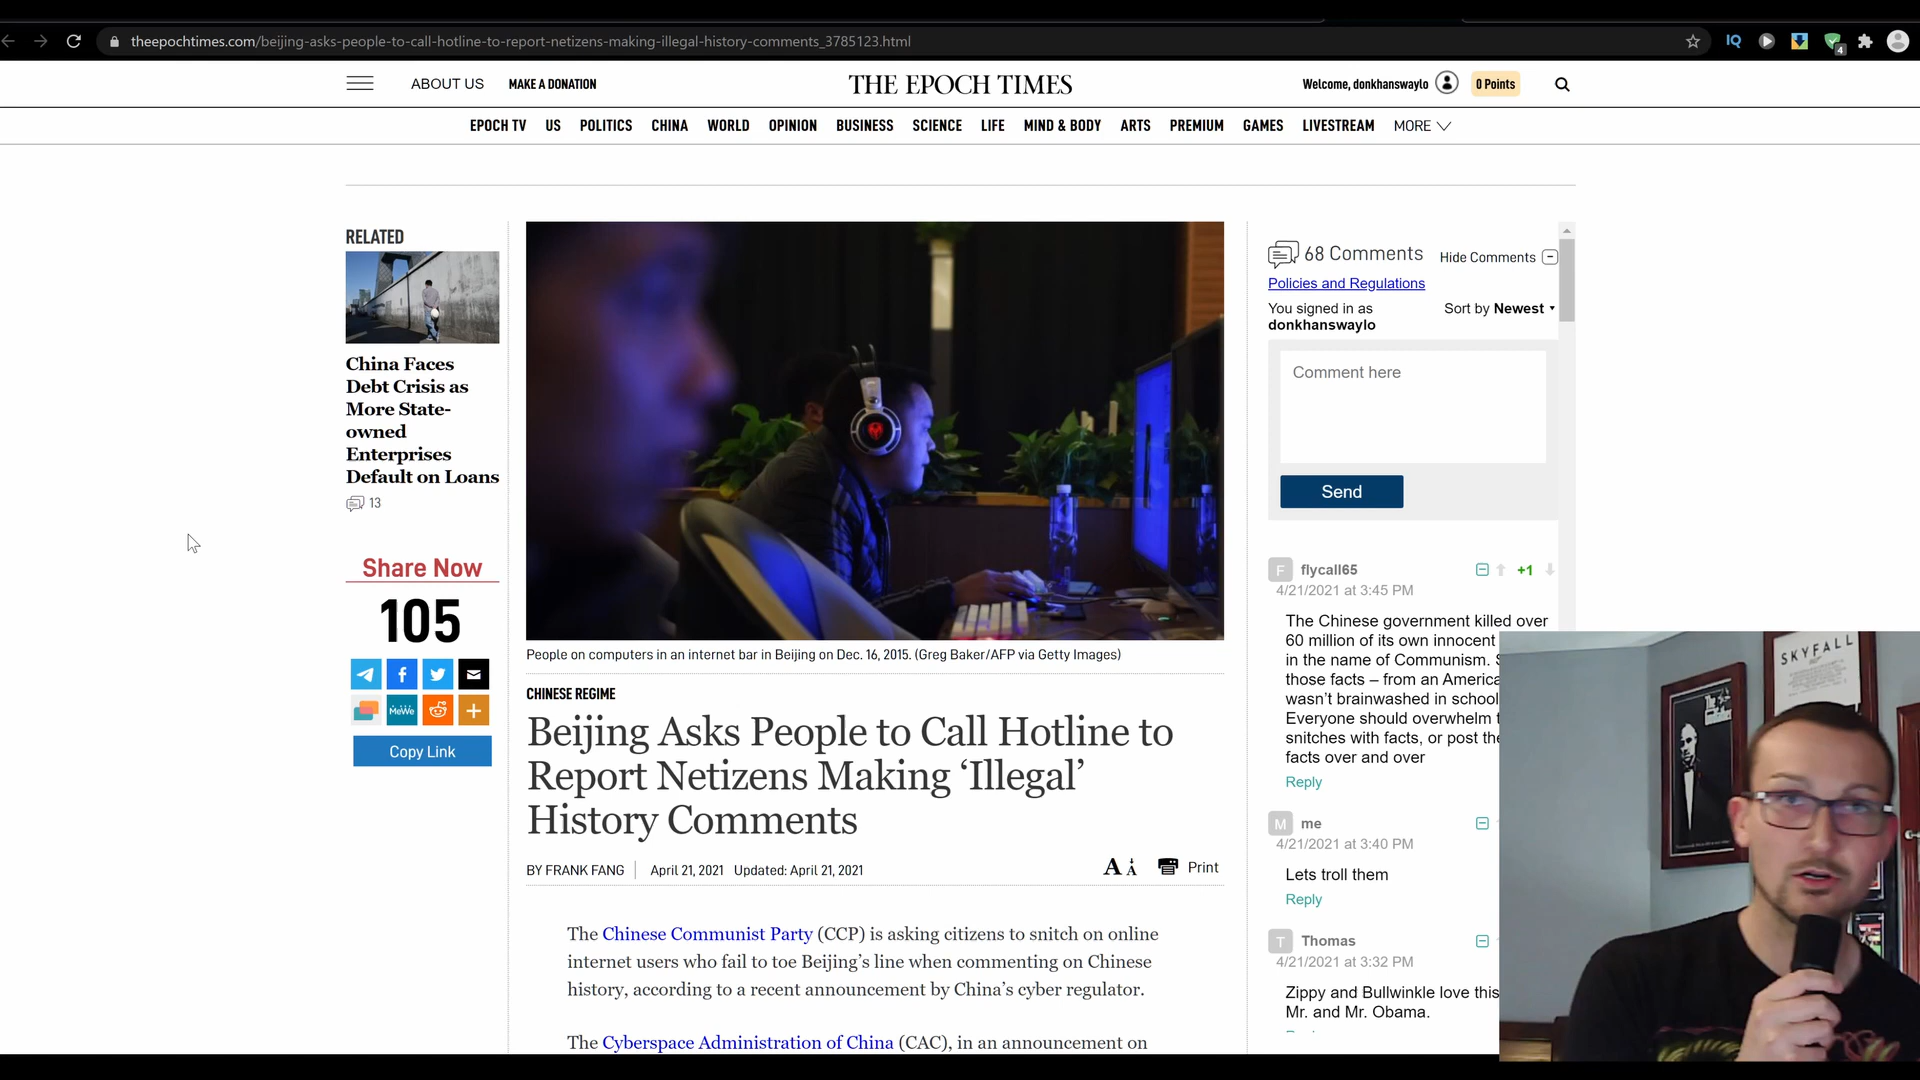 theepochtimes.com/beijing-asks-people-to-call-hotline-to-report-netizens-making-illegal-history-comments_3785123.html
IQ
4
ABOUT US
MAKE A DONATION
THE EPOCH TIMES
Welcome, donkhanswaylo
0 Points
EPOCH TV US POLITICS CHINA WORLD OPINION BUSINESS SCIENCE LIFE MIND & BODY ARTS PREMIUM GAMES LIVESTREAM MORE
RELATED
China Faces
Debt Crisis as
More State-
owned
Enterprises
Default on Loans
13
Share Now
105
MeWe
Copy Link
People on computers in an internet bar in Beijing on Dec. 16, 2015. (Greg Baker/AFP via Getty Images)
CHINESE REGIME
Beijing Asks People to Call Hotline to
Report Netizens Making ‘Illegal’
History Comments
BY FRANK FANG
April 21, 2021 Updated: April 21, 2021
A A
Print
The Chinese Communist Party (CCP) is asking citizens to snitch on online
internet users who fail to toe Beijing’s line when commenting on Chinese
history, according to a recent announcement by China’s cyber regulator.
The Cyberspace Administration of China (CAC), in an announcement on
68 Comments
Hide Comments
Policies and Regulations
You signed in as
donkhanswaylo
Sort by Newest
Comment here
Send
F
flycall65
+1
4/21/2021 at 3:45 PM
The Chinese government killed over
60 million of its own innocent
in the name of Communism.
those facts – from an America
wasn’t brainwashed in school
Everyone should overwhelm
snitches with facts, or post the
facts over and over
Reply
M
me
4/21/2021 at 3:40 PM
Lets troll them
Reply
T
Thomas
4/21/2021 at 3:32 PM
Zippy and Bullwinkle love this
Mr. and Mr. Obama.
SKYFALL